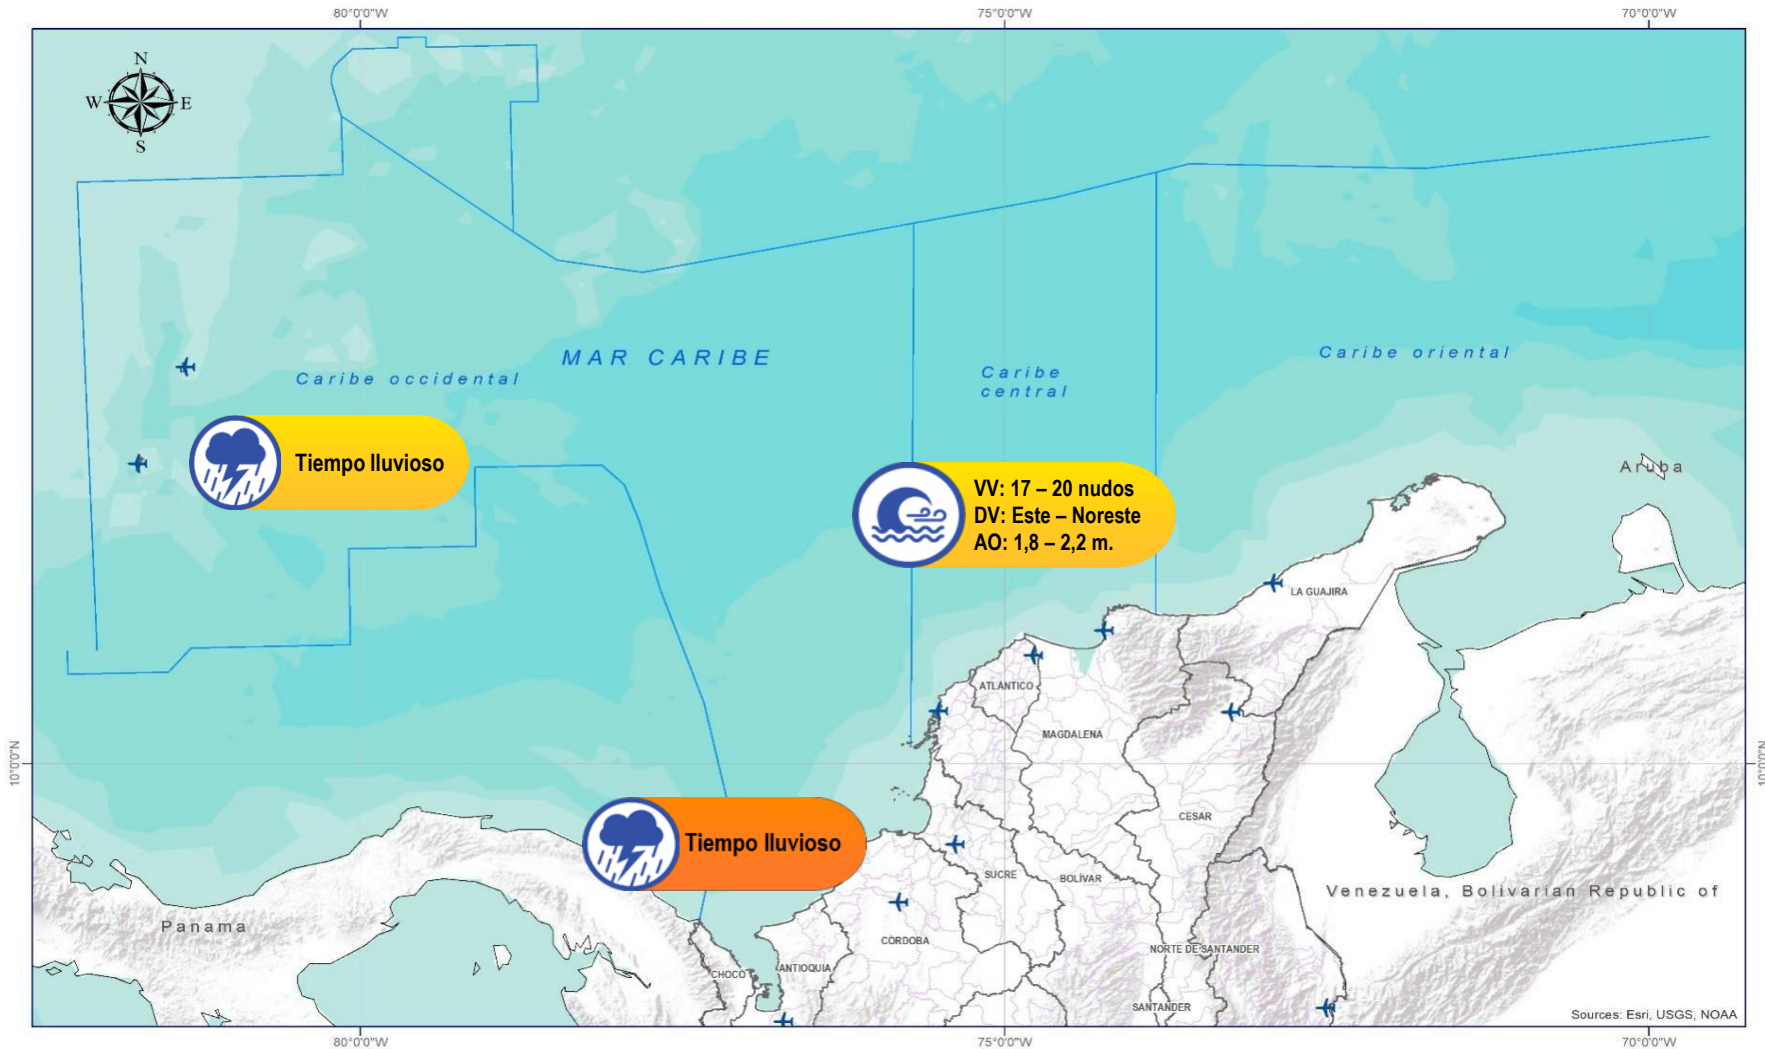 80°0'0"W
75°0'0"W
70°0'0"W
N
W
E
S
MAR CARIBE
Caribe occidental
Caribe
central
Caribe oriental
Tiempo lluvioso
VV: 17 – 20 nudos
DV: Este – Noreste
AO: 1,8 – 2,2 m.
Aruba
LA GUAJIRA
ATLANTICO
MAGDALENA
10°0'0"N
10°0'0"N
CESAR
Tiempo lluvioso
SUCRE
BOLÍVAR
Venezuela, Bolivarian Republic of
Panama
CÓRDOBA
NORTE DE SANTANDER
CHOCO
ANTIOQUIA
SANTANDER
Sources: Esri, USGS, NOAA
80°0'0"W
75°0'0"W
70°0'0"W